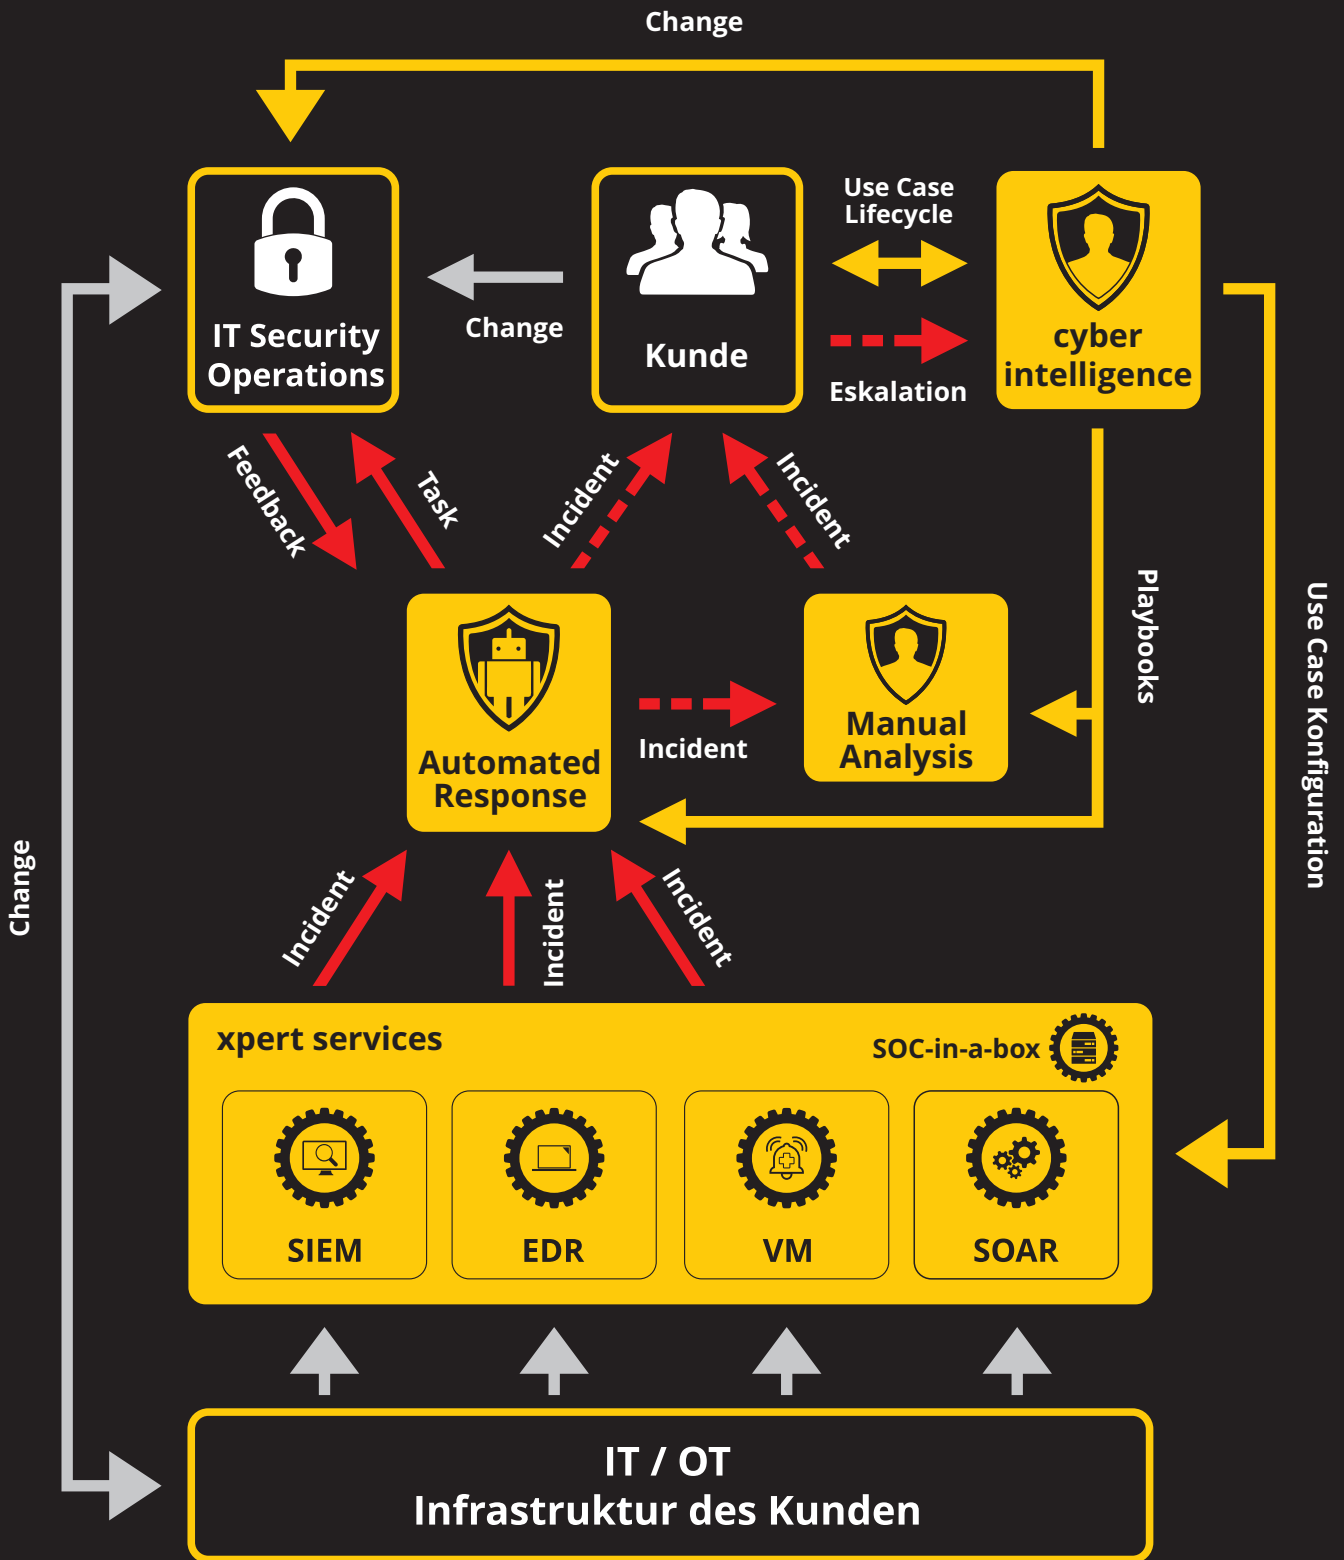 Change
Use Case
Lifecycle
IT Security
Operations
Change
Kunde
Eskalation
cyber
intelligence
Feedback
Task
Incident
Incident
Playbooks
Use Case Konfiguration
Automated
Response
Incident
Manual
Analysis
Change
Incident
Incident
Incident
xpert services
SOC-in-a-box
SIEM
EDR
VM
SOAR
IT / OT
Infrastruktur des Kunden